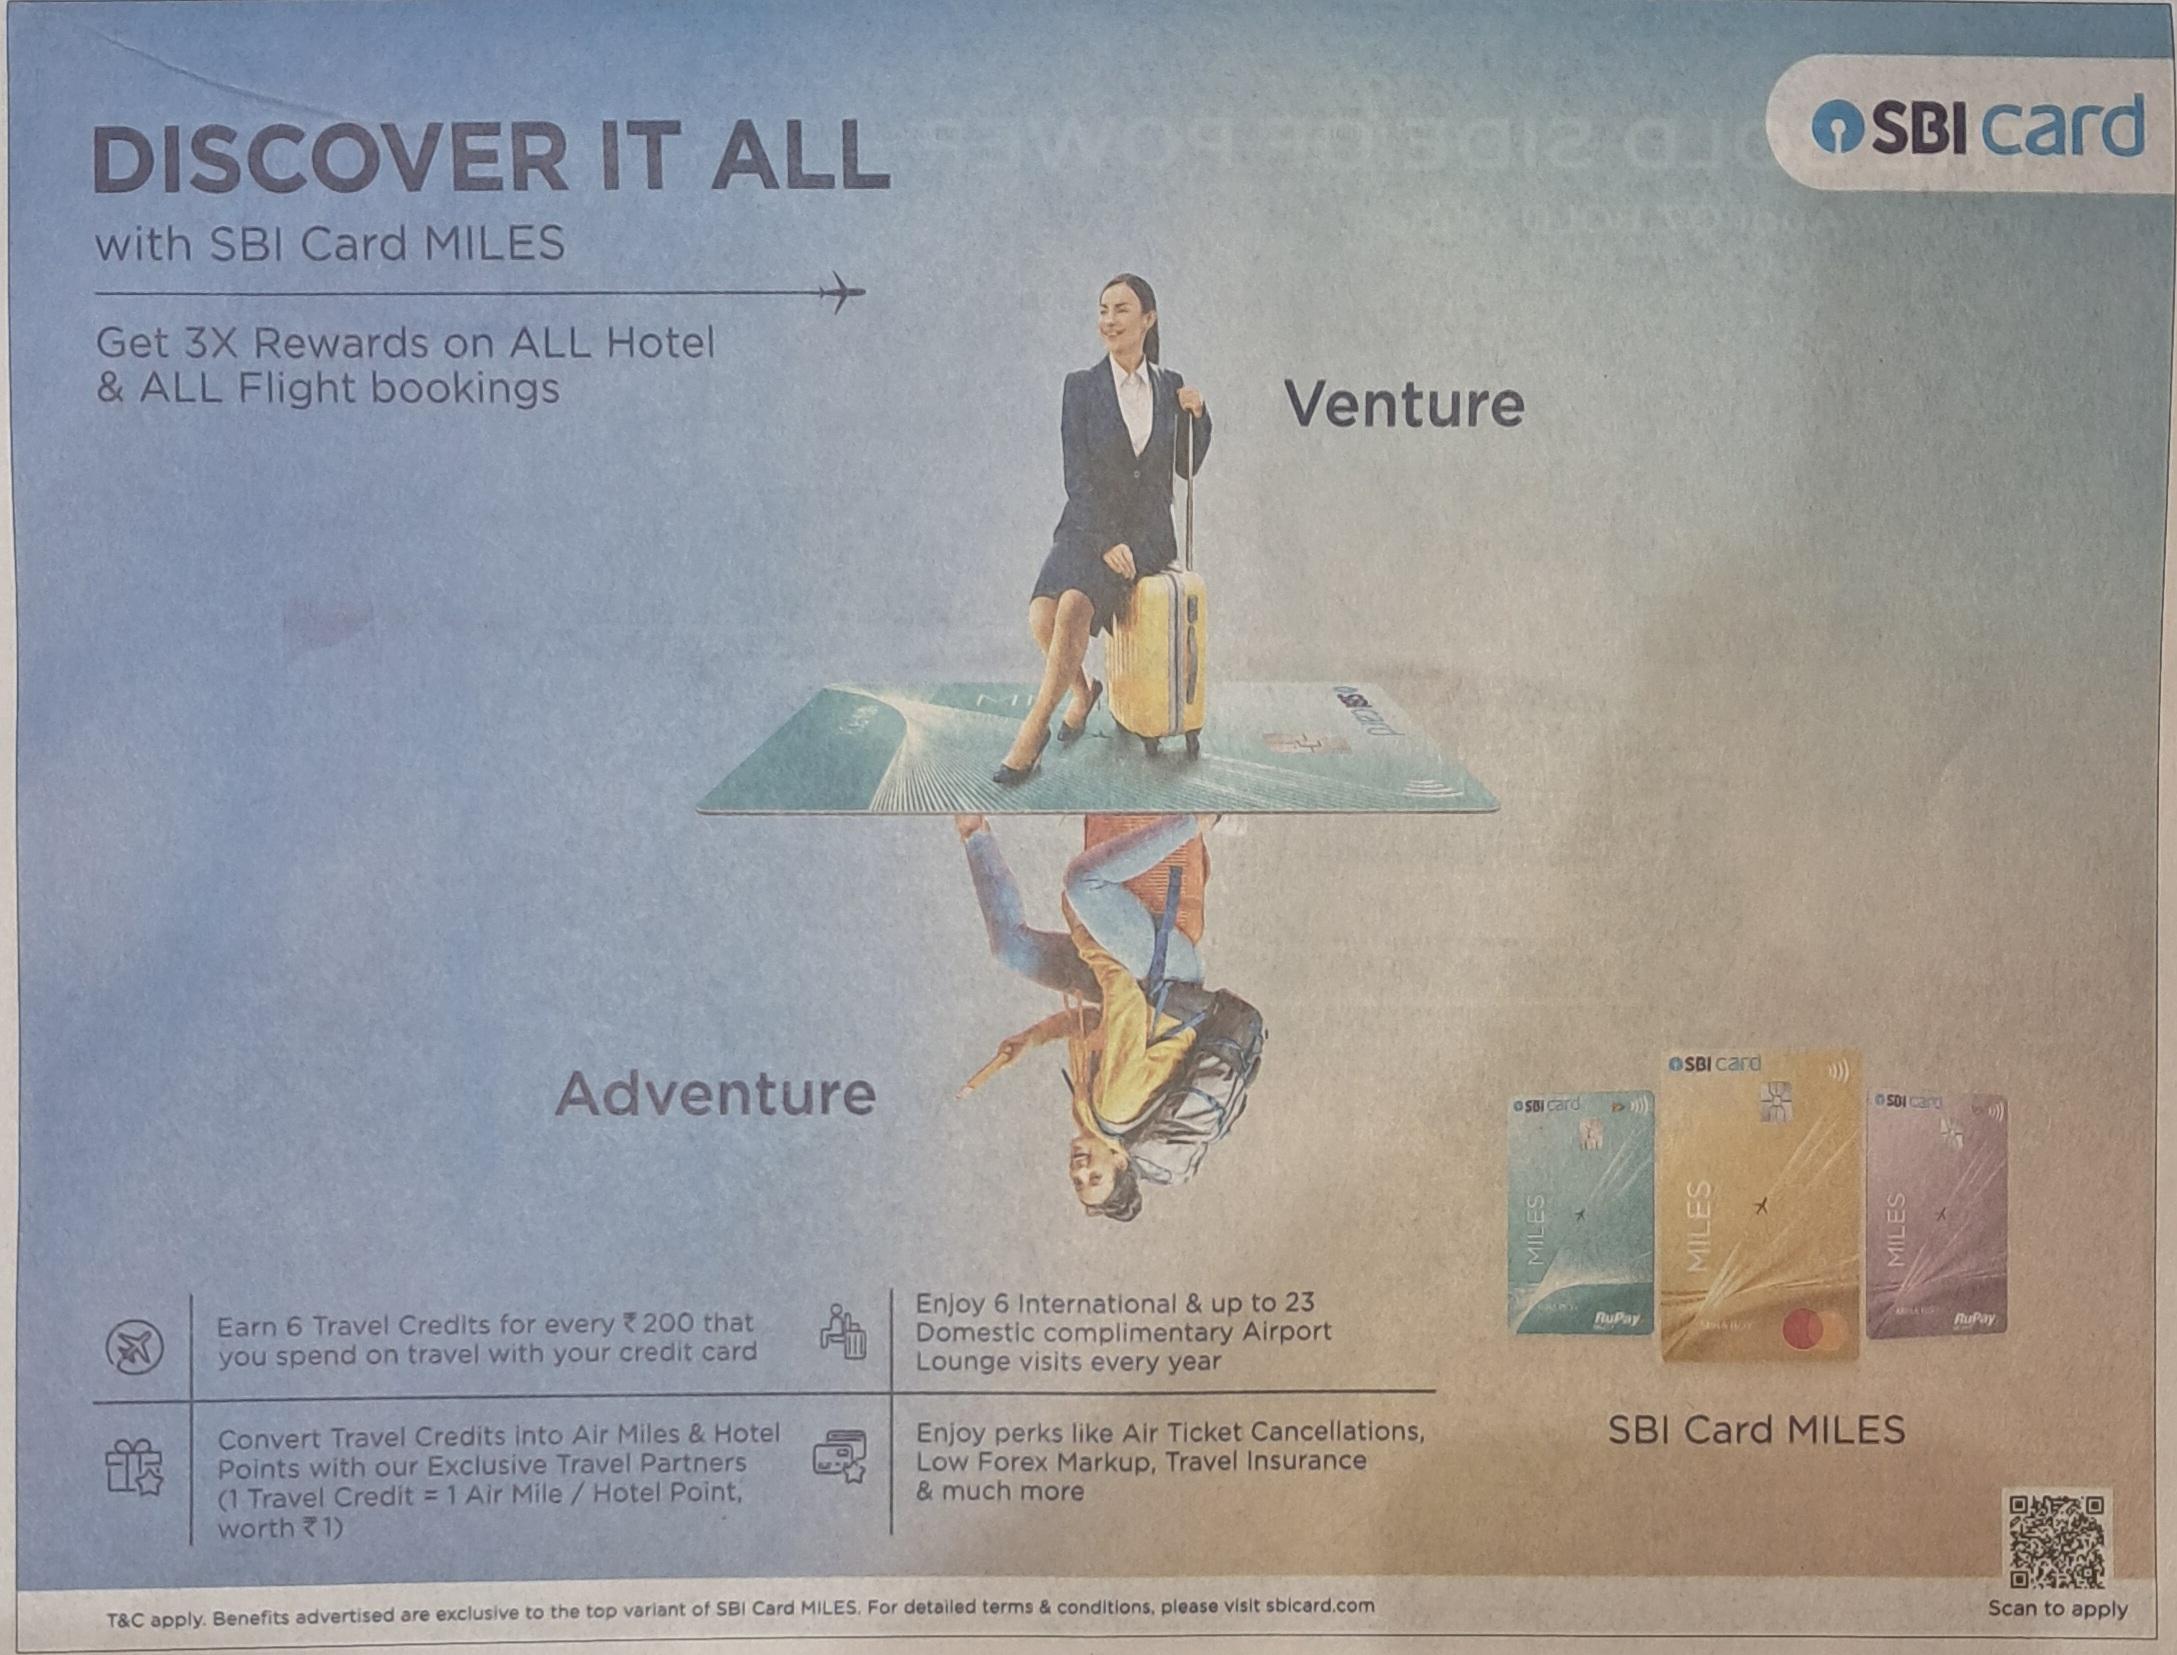 DISCOVER IT ALL
with SBI Card MILES
Get 3X Rewards on ALL Hotel
& ALL Flight bookings
SBI card
Venture
MI
SBI card
Adventure
Earn 6 Travel Credits for every ₹200 that
you spend on travel with your credit card
Enjoy 6 International & up to 23
Domestic complimentary Airport
Lounge visits every year
Convert Travel Credits into Air Miles & Hotel
Points with our Exclusive Travel Partners
(1 Travel Credit = 1 Air Mile / Hotel Point,
worth ₹1)
Enjoy perks like Air Ticket Cancellations,
Low Forex Markup, Travel Insurance
& much more
SBI card
MILES
RuPay
SBI card
MILES
SBI card
MILES
RuPay
SBI Card MILES
Scan to apply
T&C apply. Benefits advertised are exclusive to the top variant of SBI Card MILES. For detailed terms & conditions, please visit sbicard.com